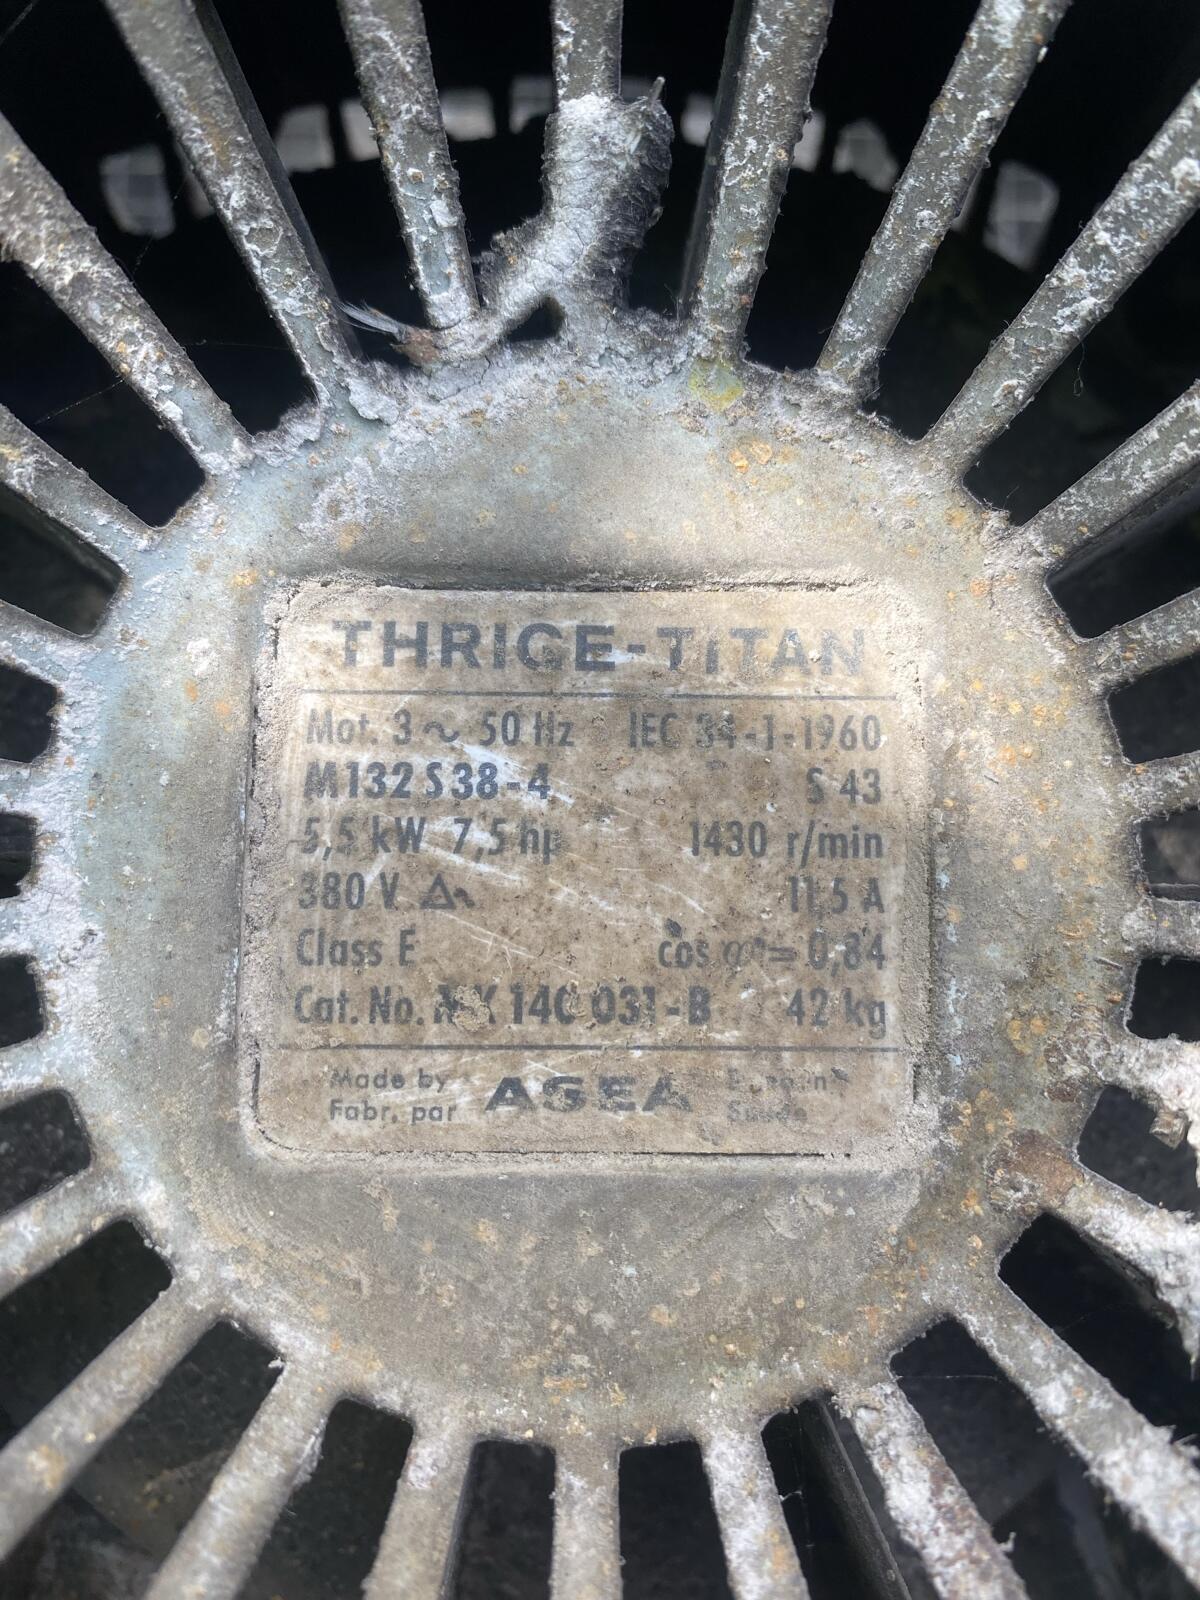 THRIGE-TITAN
Mot. 3 ~ 50 Hz IEC 34-1-1960
M132 S38-4 S 43
5,5 kW 7,5 hp 1430 r/min
380 V Δ 11,5 A
Class E cos φ = 0,84
Cat. No. 031-B 42 kg
Made by ASEA
Fabr. par Suède